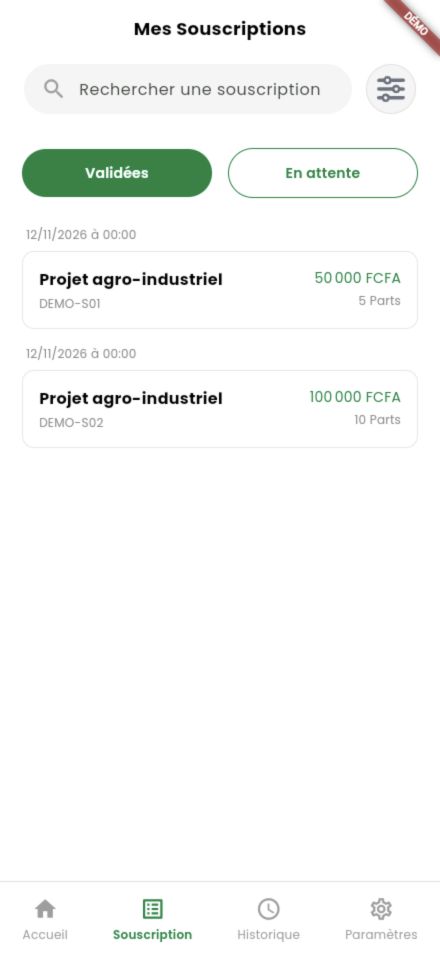 Mes Souscriptions
DÉMO
Rechercher une souscription
Validées
En attente
12/11/2026 à 00:00
Projet agro-industriel
50 000 FCFA
DEMO-S01
5 Parts
12/11/2026 à 00:00
Projet agro-industriel
100 000 FCFA
DEMO-S02
10 Parts
Accueil
Souscription
Historique
Paramètres